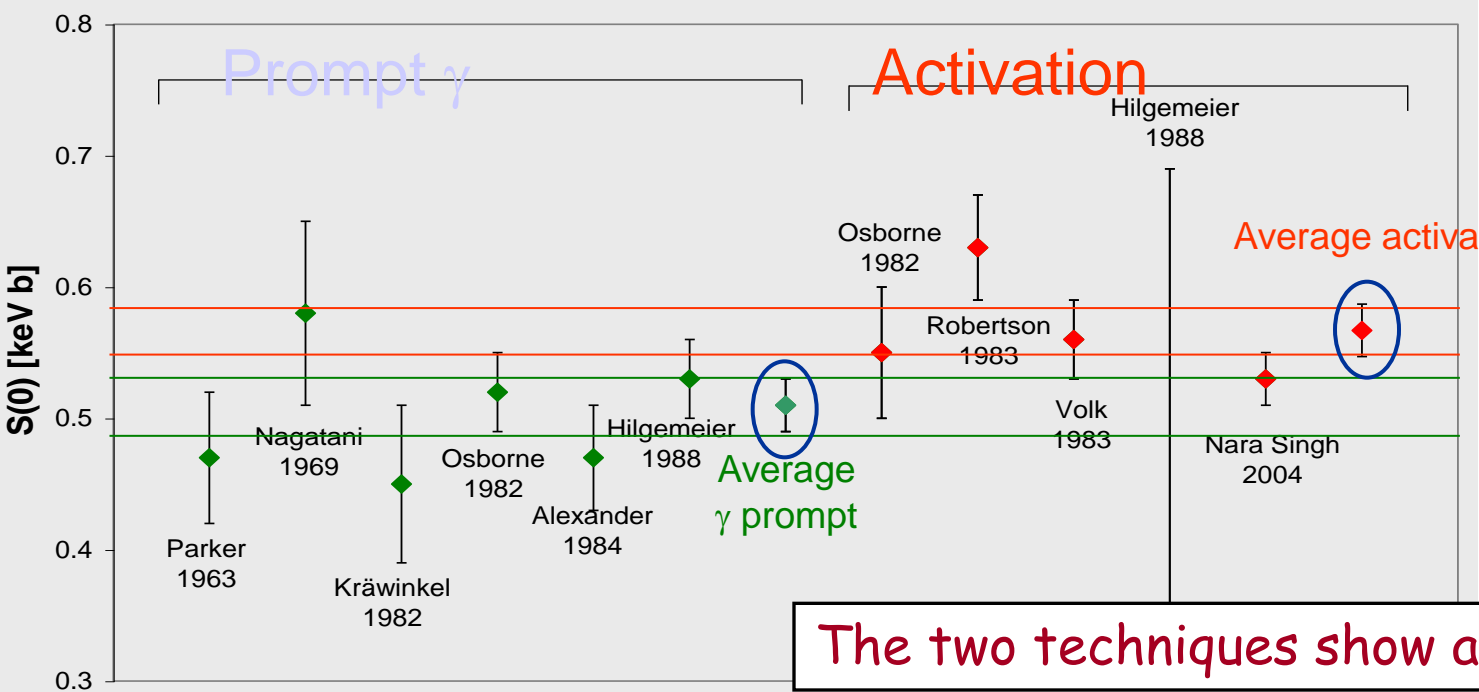 0.8
0.7
0.6
0.5
0.4
0.3
S(0) [keV b]
Prompt γ
Activation
Parker
1963
Nagatani
1969
Kräwinkel
1982
Osborne
1982
Alexander
1984
Hilgemeier
1988
Average
γ prompt
Osborne
1982
Robertson
1983
Volk
1983
Hilgemeier
1988
Nara Singh
2004
Average activa
The two techniques show a